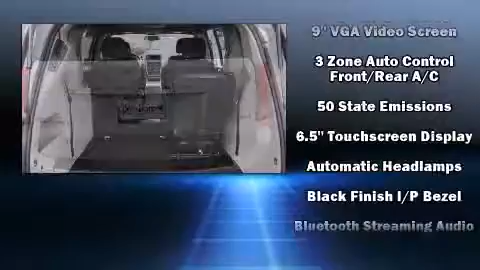 9" VGA Video Screen
3 Zone Auto Control
Front/Rear A/C
50 State Emissions
6.5" Touchscreen Display
Automatic Headlamps
Black Finish I/P Bezel
Bluetooth Streaming Audio